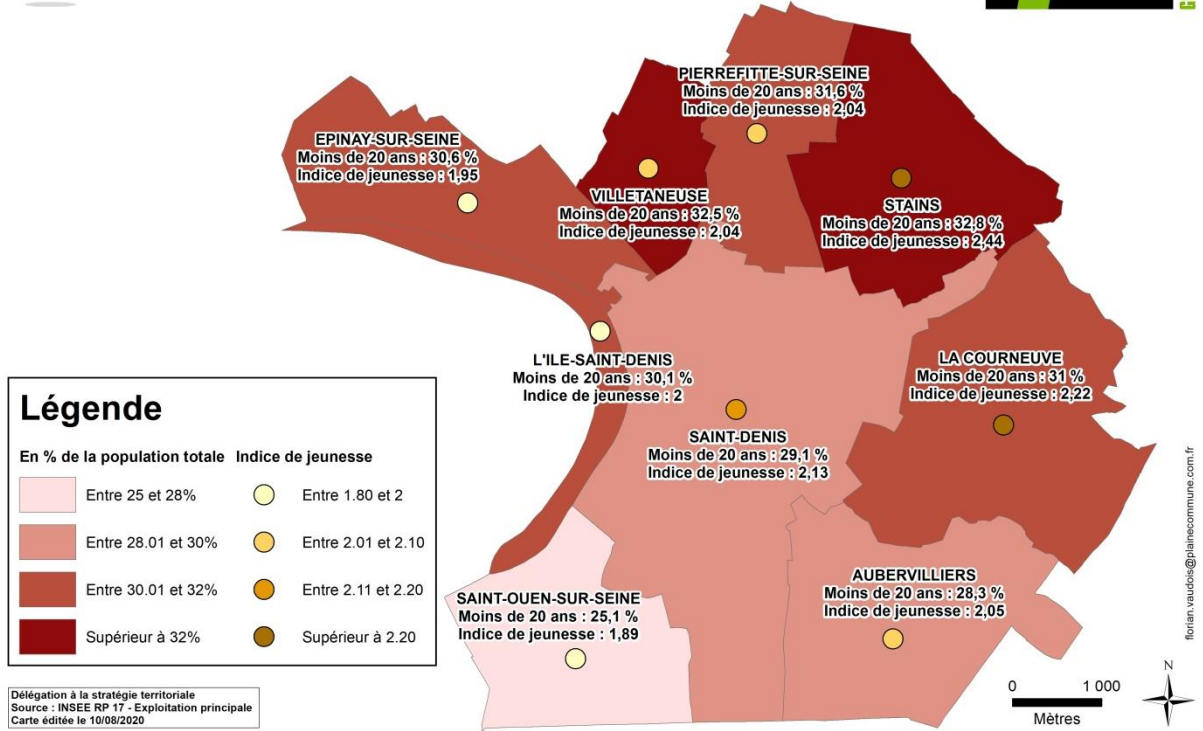 PIERREFITTE-SUR-SEINE
Moins de 20 ans : 31,6 %
Indice de jeunesse : 2,04
EPINAY-SUR-SEINE
Moins de 20 ans : 30,6 %
Indice de jeunesse : 1,95
VILLETANEUSE
Moins de 20 ans : 32,5 %
Indice de jeunesse : 2,04
STAINS
Moins de 20 ans : 32,8 %
Indice de jeunesse : 2,44
L'ILE-SAINT-DENIS
Moins de 20 ans : 30,1 %
Indice de jeunesse : 2
LA COURNEUVE
Moins de 20 ans : 31 %
Indice de jeunesse : 2,22
SAINT-DENIS
Moins de 20 ans : 29,1 %
Indice de jeunesse : 2,13
AUBERVILLIERS
Moins de 20 ans : 28,3 %
Indice de jeunesse : 2,05
SAINT-OUEN-SUR-SEINE
Moins de 20 ans : 25,1 %
Indice de jeunesse : 1,89
Légende
En % de la population totale Indice de jeunesse
Entre 25 et 28% Entre 1.80 et 2
Entre 28.01 et 30% Entre 2.01 et 2.10
Entre 30.01 et 32% Entre 2.11 et 2.20
Supérieur à 32% Supérieur à 2.20
Délégation à la stratégie territoriale
Source : INSEE RP 17 - Exploitation principale
Carte éditée le 10/08/2020
florian.vaudois@plainecommune.com.fr
N
0 1 000
Mètres